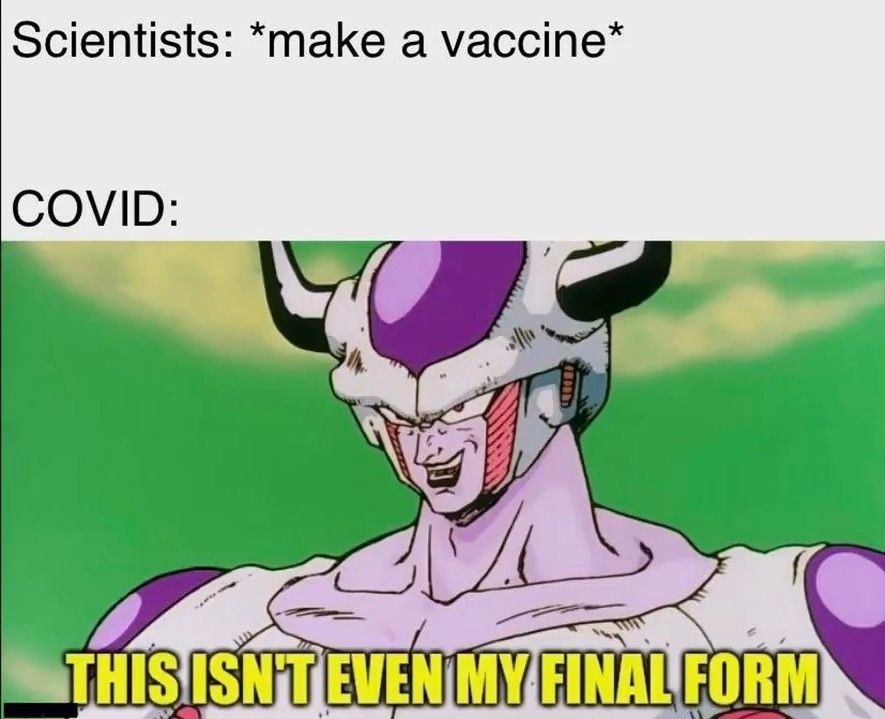 Scientists: *make a vaccine*
COVID:
THIS ISN'T EVEN MY FINAL FORM